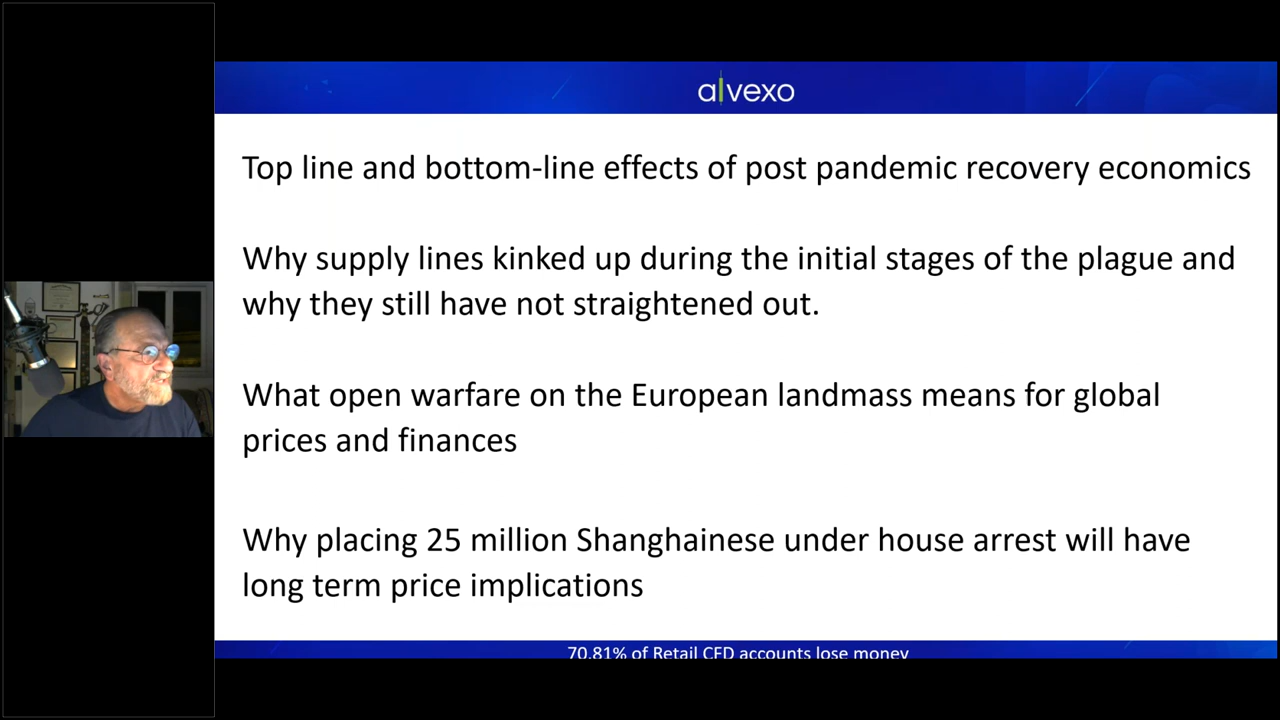 alvexo
Top line and bottom-line effects of post pandemic recovery economics
Why supply lines kinked up during the initial stages of the plague and
why they still have not straightened out.
What open warfare on the European landmass means for global
prices and finances
Why placing 25 million Shanghainese under house arrest will have
long term price implications
70.81% of Retail CFD accounts lose money